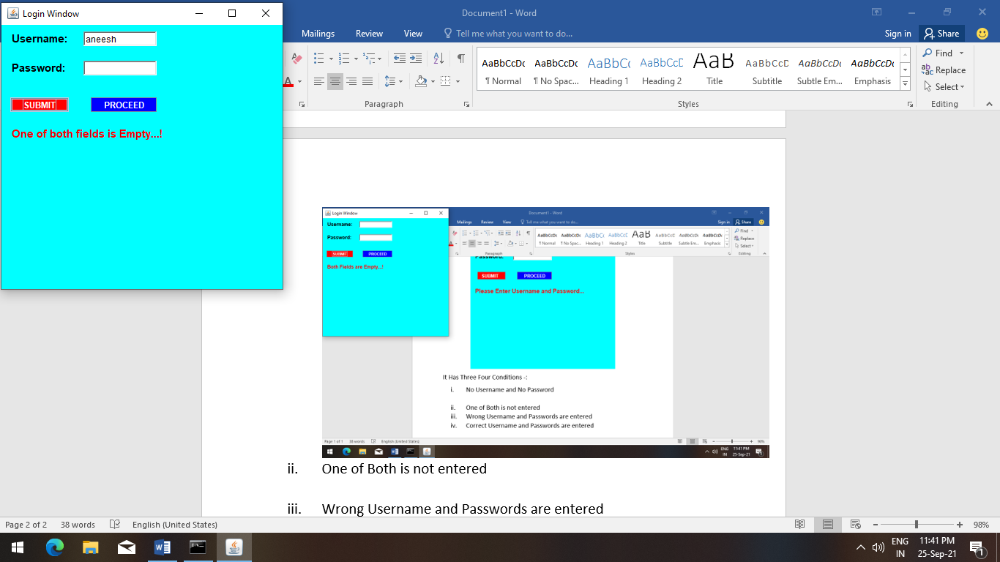 Login Window
Username: aneesh
Password:
SUBMIT PROCEED
One of both fields is Empty...!
Document1 - Word
Mailings Review View Tell me what you want to do... Sign in Share
AaBbCcDc AaBbCcDc AaBbCc AaBbCcD AaB AaBbCcD AaBbCcDc AaBbCcDc
¶ Normal ¶ No Spac... Heading 1 Heading 2 Title Subtitle Subtle Em... Emphasis
Find
Replace
Select
Paragraph Styles Editing
Login Window
Username:
Password:
SUBMIT PROCEED
Both Fields are Empty...!
Document1 - Word
Mailings Review View Tell me what you want to do... Sign in Share
AaBbCcDc AaBbCcDc AaBbCc AaBbCcD AaB AaBbCcD AaBbCcDc AaBbCcDc
¶ Normal ¶ No Spac... Heading 1 Heading 2 Title Subtitle Subtle Em... Emphasis
Find
Replace
Select
Paragraph Styles Editing
Password:
SUBMIT PROCEED
Please Enter Username and Password...
It Has Three Four Conditions -:
i. No Username and No Password
ii. One of Both is not entered
iii. Wrong Username and Passwords are entered
iv. Correct Username and Passwords are entered
Page 1 of 1 38 words English (United States) 98%
ENG 11:41 PM
IN 25-Sep-21
ii. One of Both is not entered
iii. Wrong Username and Passwords are entered
Page 2 of 2 38 words English (United States) 98%
ENG 11:41 PM
IN 25-Sep-21 1